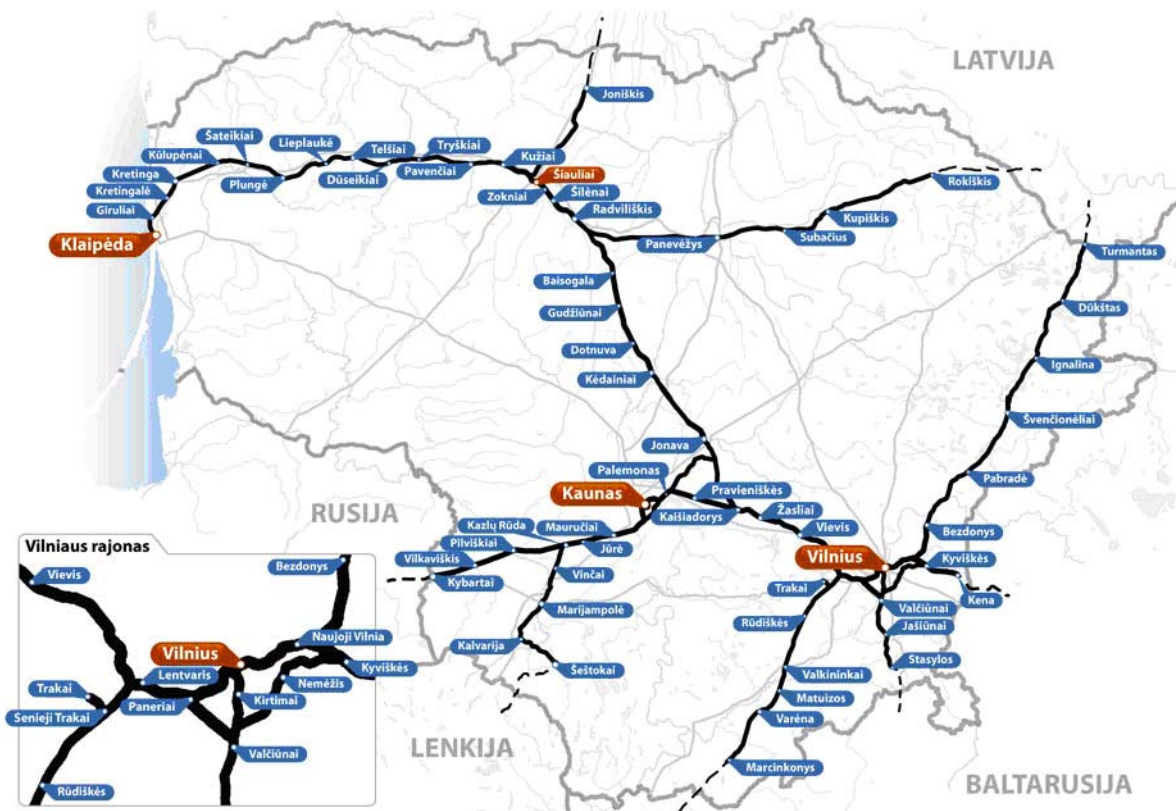 LATVIJA
Joniškis
Šateikiai
Lieplaukė
Telšiai
Tryškiai
Kūlupėnai
Kužiai
Kretinga
Šiauliai
Plungė
Dūseikiai
Pavenčiai
Rokiškis
Kretingalė
Zokniai
Šilėnai
Giruliai
Radviliškis
Kupiškis
Klaipėda
Panevėžys
Subačius
Turmantas
Baisogala
Dūkštas
Gudžiūnai
Dotnuva
Ignalina
Kėdainiai
Švenčionėliai
Jonava
Palemonas
Pabradė
Kaunas
Pravieniškės
RUSIJA
Kaišiadorys
Žasliai
Kazlų Rūda
Mauručiai
Vievis
Bezdonys
Pilviškiai
Jūrė
Vilkaviškis
Vilnius
Kyviškės
Kybartai
Vinčai
Trakai
Kena
Marijampolė
Valčiūnai
Rūdiškės
Jašiūnai
Kalvarija
Šeštokai
Stasylos
Valkininkai
Matuizos
Varėna
LENKIJA
Marcinkonys
BALTARUSIJA
Vilniaus rajonas
Bezdonys
Vievis
Naujoji Vilnia
Vilnius
Kyviškės
Lentvaris
Nemėžis
Trakai
Paneriai
Kirtimai
Senieji Trakai
Valčiūnai
Rūdiškės